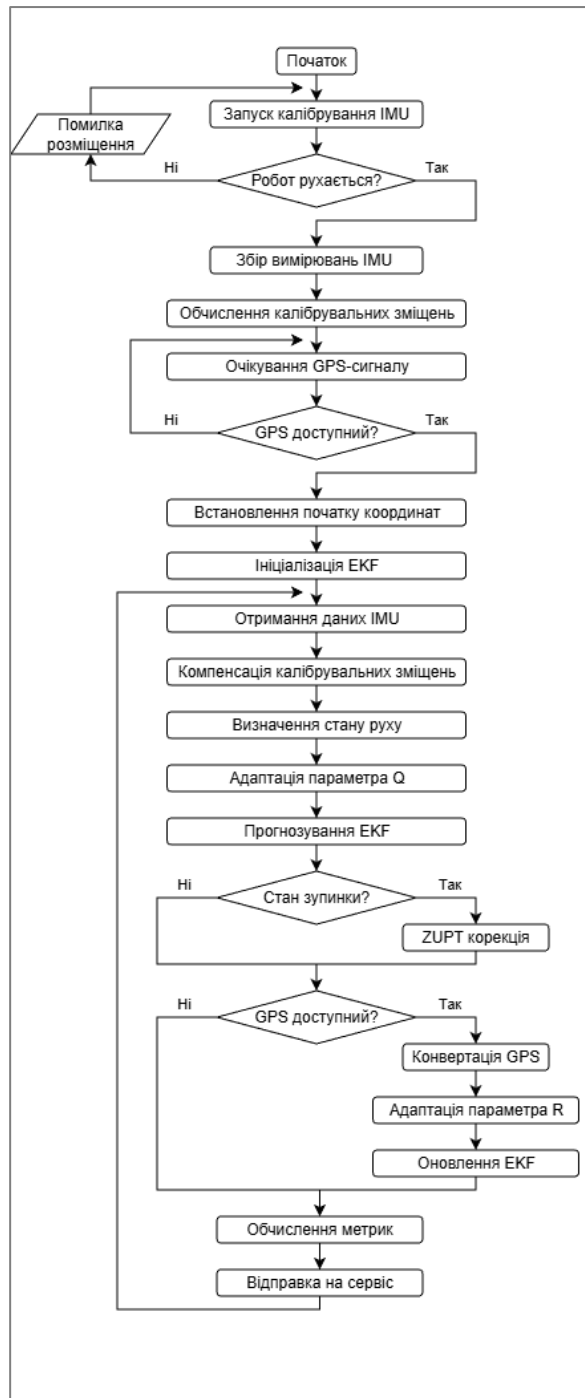 Початок
Запуск калібрування IMU
Помилка
розміщення
Ні
Робот рухається?
Так
Збір вимірювань IMU
Обчислення калібрувальних зміщень
Очікування GPS-сигналу
Ні
GPS доступний?
Так
Встановлення початку координат
Ініціалізація EKF
Отримання даних IMU
Компенсація калібрувальних зміщень
Визначення стану руху
Адаптація параметра Q
Прогнозування EKF
Ні
Стан зупинки?
Так
ZUPT корекція
Ні
GPS доступний?
Так
Конвертація GPS
Адаптація параметра R
Оновлення EKF
Обчислення метрик
Відправка на сервіс